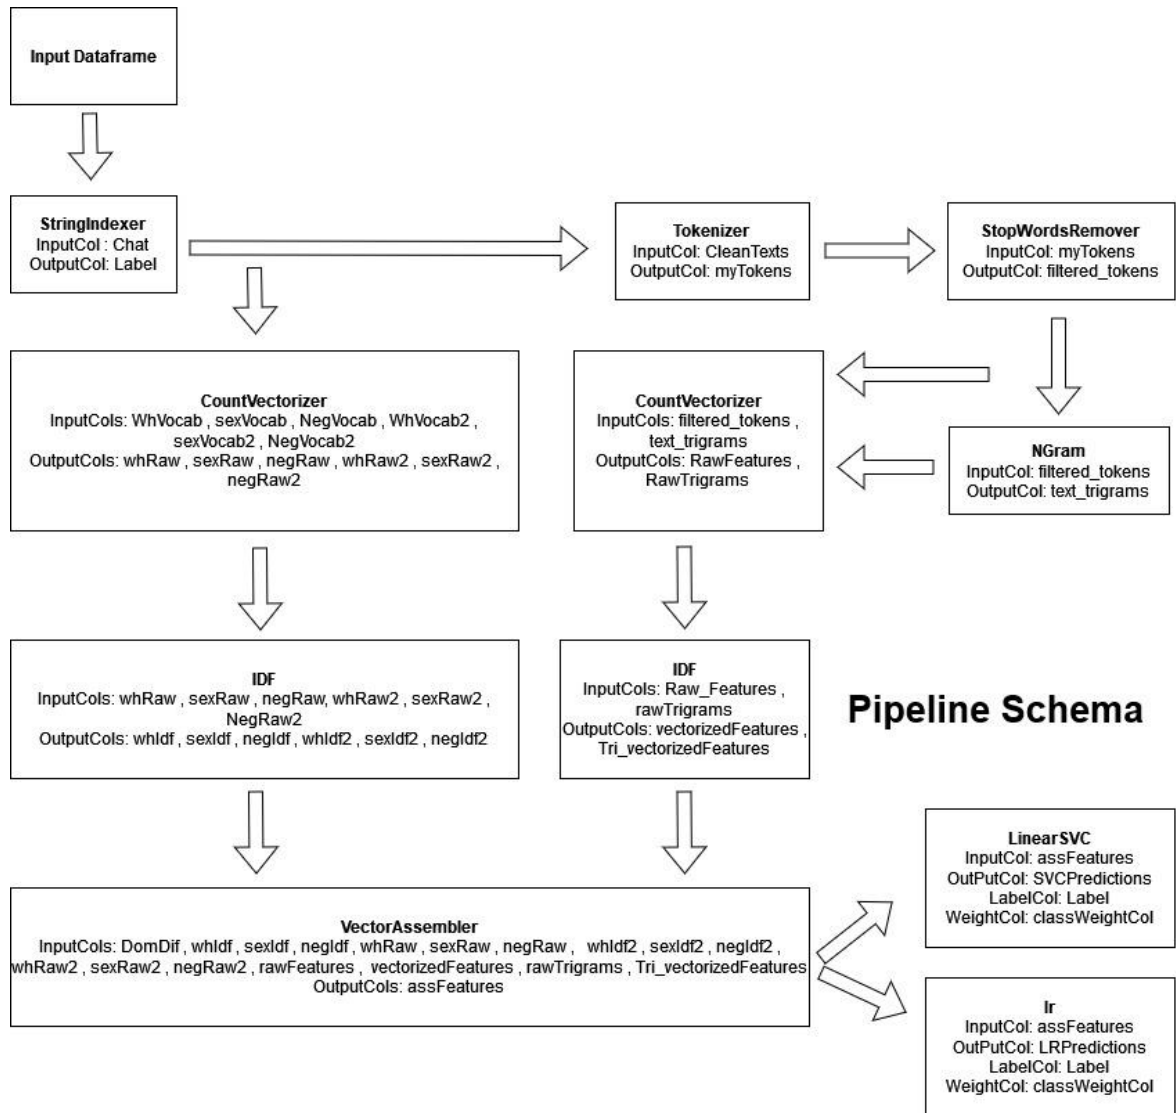 Input Dataframe
StringIndexer
InputCol : Chat
OutputCol: Label
Tokenizer
InputCol: CleanTexts
OutputCol: myTokens
StopWordsRemover
InputCol: myTokens
OutputCol: filtered_tokens
CountVectorizer
InputCols: WhVocab , sexVocab , NegVocab , WhVocab2 ,
sexVocab2 , NegVocab2
OutputCols: whRaw , sexRaw , negRaw , whRaw2 , sexRaw2 ,
negRaw2
CountVectorizer
InputCols: filtered_tokens ,
text_trigrams
OutputCols: RawFeatures ,
RawTrigrams
NGram
InputCol: filtered_tokens
OutputCol: text_trigrams
IDF
InputCols: whRaw , sexRaw , negRaw, whRaw2 , sexRaw2 ,
NegRaw2
OutputCols: whIdf , sexIdf , negIdf , whIdf2 , sexIdf2 , negIdf2
IDF
InputCols: Raw_Features ,
rawTrigrams
OutputCols: vectorizedFeatures ,
Tri_vectorizedFeatures
Pipeline Schema
VectorAssembler
InputCols: DomDif , whIdf , sexIdf , negIdf , whRaw , sexRaw , negRaw , whIdf2 , sexIdf2 , negIdf2 ,
whRaw2 , sexRaw2 , negRaw2 , rawFeatures , vectorizedFeatures , rawTrigrams , Tri_vectorizedFeatures
OutputCols: assFeatures
LinearSVC
InputCol: assFeatures
OutPutCol: SVCPredictions
LabelCol: Label
WeightCol: classWeightCol
lr
InputCol: assFeatures
OutPutCol: LRPredictions
LabelCol: Label
WeightCol: classWeightCol